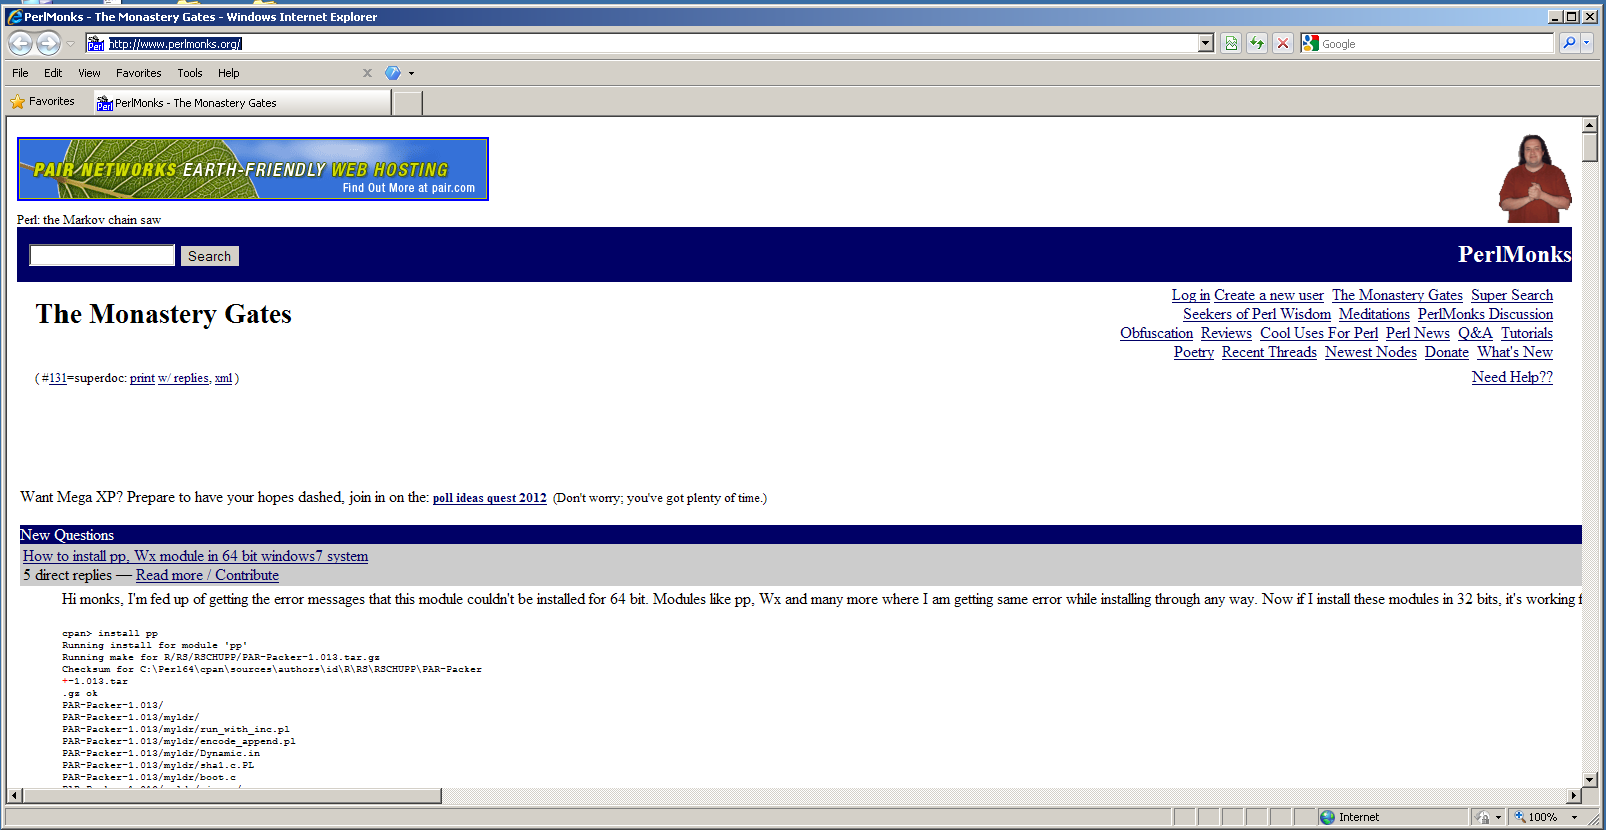 PerlMonks - The Monastery Gates - Windows Internet Explorer
http://www.perlmonks.org/
Google
File Edit View Favorites Tools Help
Favorites
PerlMonks - The Monastery Gates
PAIR NETWORKS EARTH-FRIENDLY WEB HOSTING
Find Out More at pair.com
Perl: the Markov chain saw
Search
PerlMonks
The Monastery Gates
Log in Create a new user The Monastery Gates Super Search
Seekers of Perl Wisdom Meditations PerlMonks Discussion
Obfuscation Reviews Cool Uses For Perl Perl News Q&A Tutorials
Poetry Recent Threads Newest Nodes Donate What's New
( #131=superdoc: print w/ replies, xml )
Need Help??
Want Mega XP? Prepare to have your hopes dashed, join in on the: poll ideas quest 2012 (Don't worry; you've got plenty of time.)
New Questions
How to install pp, Wx module in 64 bit windows7 system
5 direct replies — Read more / Contribute
Hi monks, I'm fed up of getting the error messages that this module couldn't be installed for 64 bit. Modules like pp, Wx and many more where I am getting same error while installing through any way. Now if I install these modules in 32 bits, it's working f
cpan> install pp
Running install for module 'pp'
Running make for R/RS/RSCHUPP/PAR-Packer-1.013.tar.gz
Checksum for C:\Perl64\cpan\sources\authors\id\R\RS\RSCHUPP\PAR-Packer
+-1.013.tar
.gz ok
PAR-Packer-1.013/
PAR-Packer-1.013/myldr/
PAR-Packer-1.013/myldr/run_with_inc.pl
PAR-Packer-1.013/myldr/encode_append.pl
PAR-Packer-1.013/myldr/Dynamic.in
PAR-Packer-1.013/myldr/sha1.c.PL
PAR-Packer-1.013/myldr/boot.c
Internet
100%